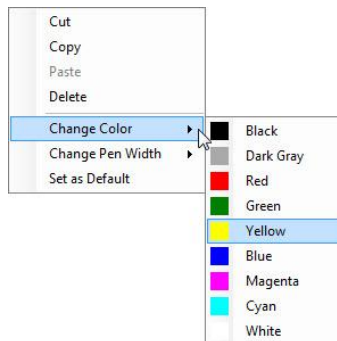 Cut
Copy
Paste
Delete
Change Color
Change Pen Width
Set as Default
Black
Dark Gray
Red
Green
Yellow
Blue
Magenta
Cyan
White